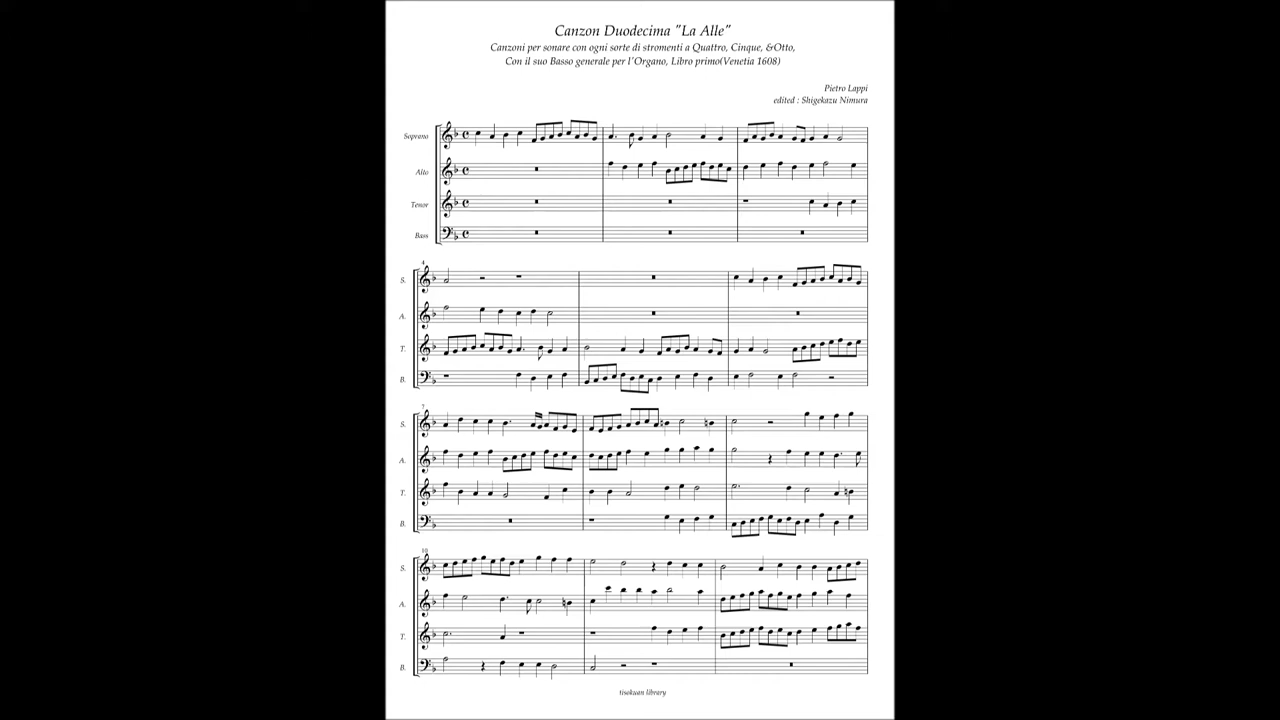 Canzon Duodecima "La Alle"
Canzoni per sonare con ogni sorte di stromenti a Quattro, Cinque, &Otto,
Con il suo Basso generale per l'Organo, Libro primo(Venetia 1608)
Pietro Lappi
edited : Shigekazu Nimura
Soprano
Alto
Tenor
Bass
4
S.
A.
T.
B.
7
S.
A.
T.
B.
10
S.
A.
T.
B.
tisokuan library